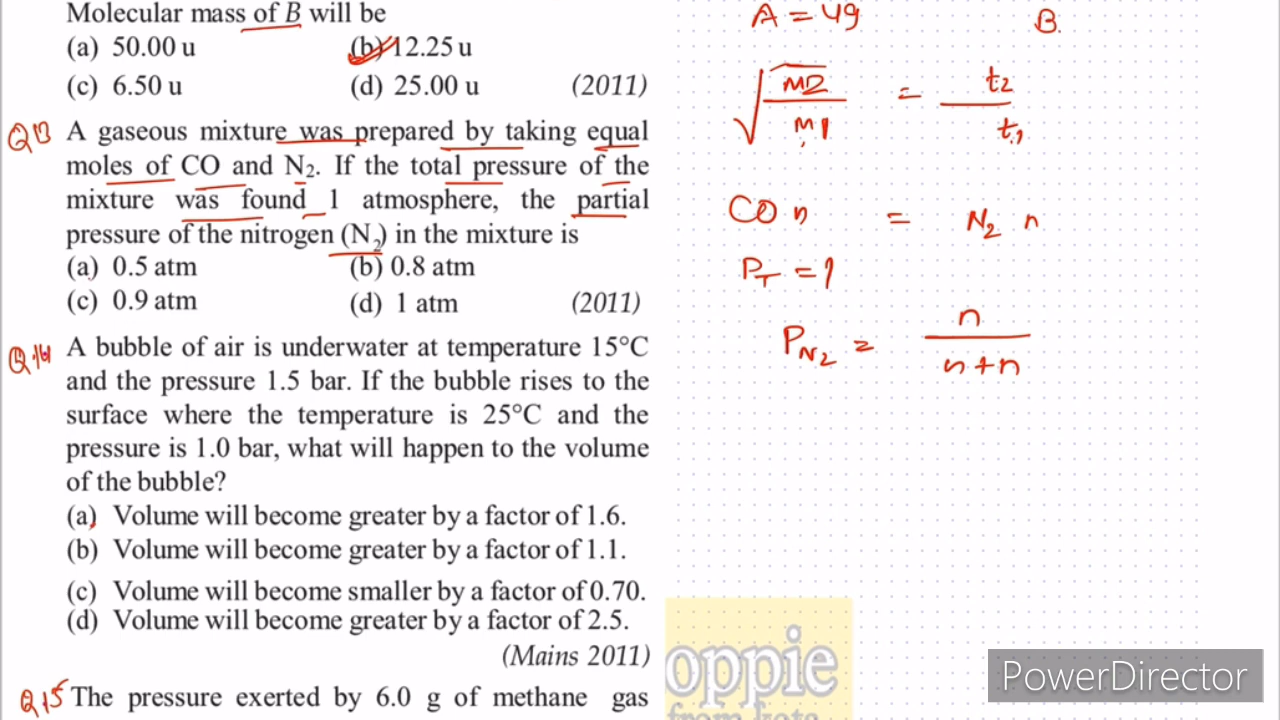 Molecular mass of B will be
(a) 50.00 u (b) 12.25 u
(c) 6.50 u (d) 25.00 u (2011)
Q13 A gaseous mixture was prepared by taking equal
moles of CO and N₂. If the total pressure of the
mixture was found 1 atmosphere, the partial
pressure of the nitrogen (N₂) in the mixture is
(a) 0.5 atm (b) 0.8 atm
(c) 0.9 atm (d) 1 atm (2011)
Q.14 A bubble of air is underwater at temperature 15°C
and the pressure 1.5 bar. If the bubble rises to the
surface where the temperature is 25°C and the
pressure is 1.0 bar, what will happen to the volume
of the bubble?
(a) Volume will become greater by a factor of 1.6.
(b) Volume will become greater by a factor of 1.1.
(c) Volume will become smaller by a factor of 0.70.
(d) Volume will become greater by a factor of 2.5.
(Mains 2011)
Q.15 The pressure exerted by 6.0 g of methane gas
A = 49 B
√M2/M1 = t2/t1
CO n = N₂ n
P_T = 1
P_N₂ = n/n+n
oppie
PowerDirector